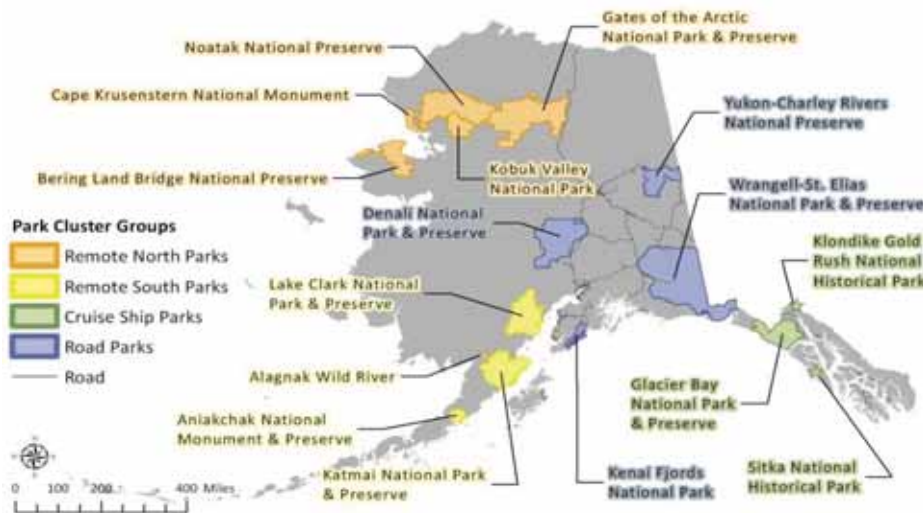 Gates of the Arctic
National Park & Preserve
Noatak National Preserve
Cape Krusenstern National Monument
Yukon-Charley Rivers
National Preserve
Bering Land Bridge National Preserve
Kobuk Valley
National Park
Wrangell-St. Elias
National Park & Preserve
Denali National
Park & Preserve
Park Cluster Groups
Remote North Parks
Remote South Parks
Cruise Ship Parks
Road Parks
Road
Klondike Gold
Rush National
Historical Park
Lake Clark National
Park & Preserve
Alagnak Wild River
Glacier Bay
National Park
& Preserve
Aniakchak National
Monument & Preserve
Katmai National Park
& Preserve
Kenai Fjords
National Park
Sitka National
Historical Park
0 100 200 400 Miles